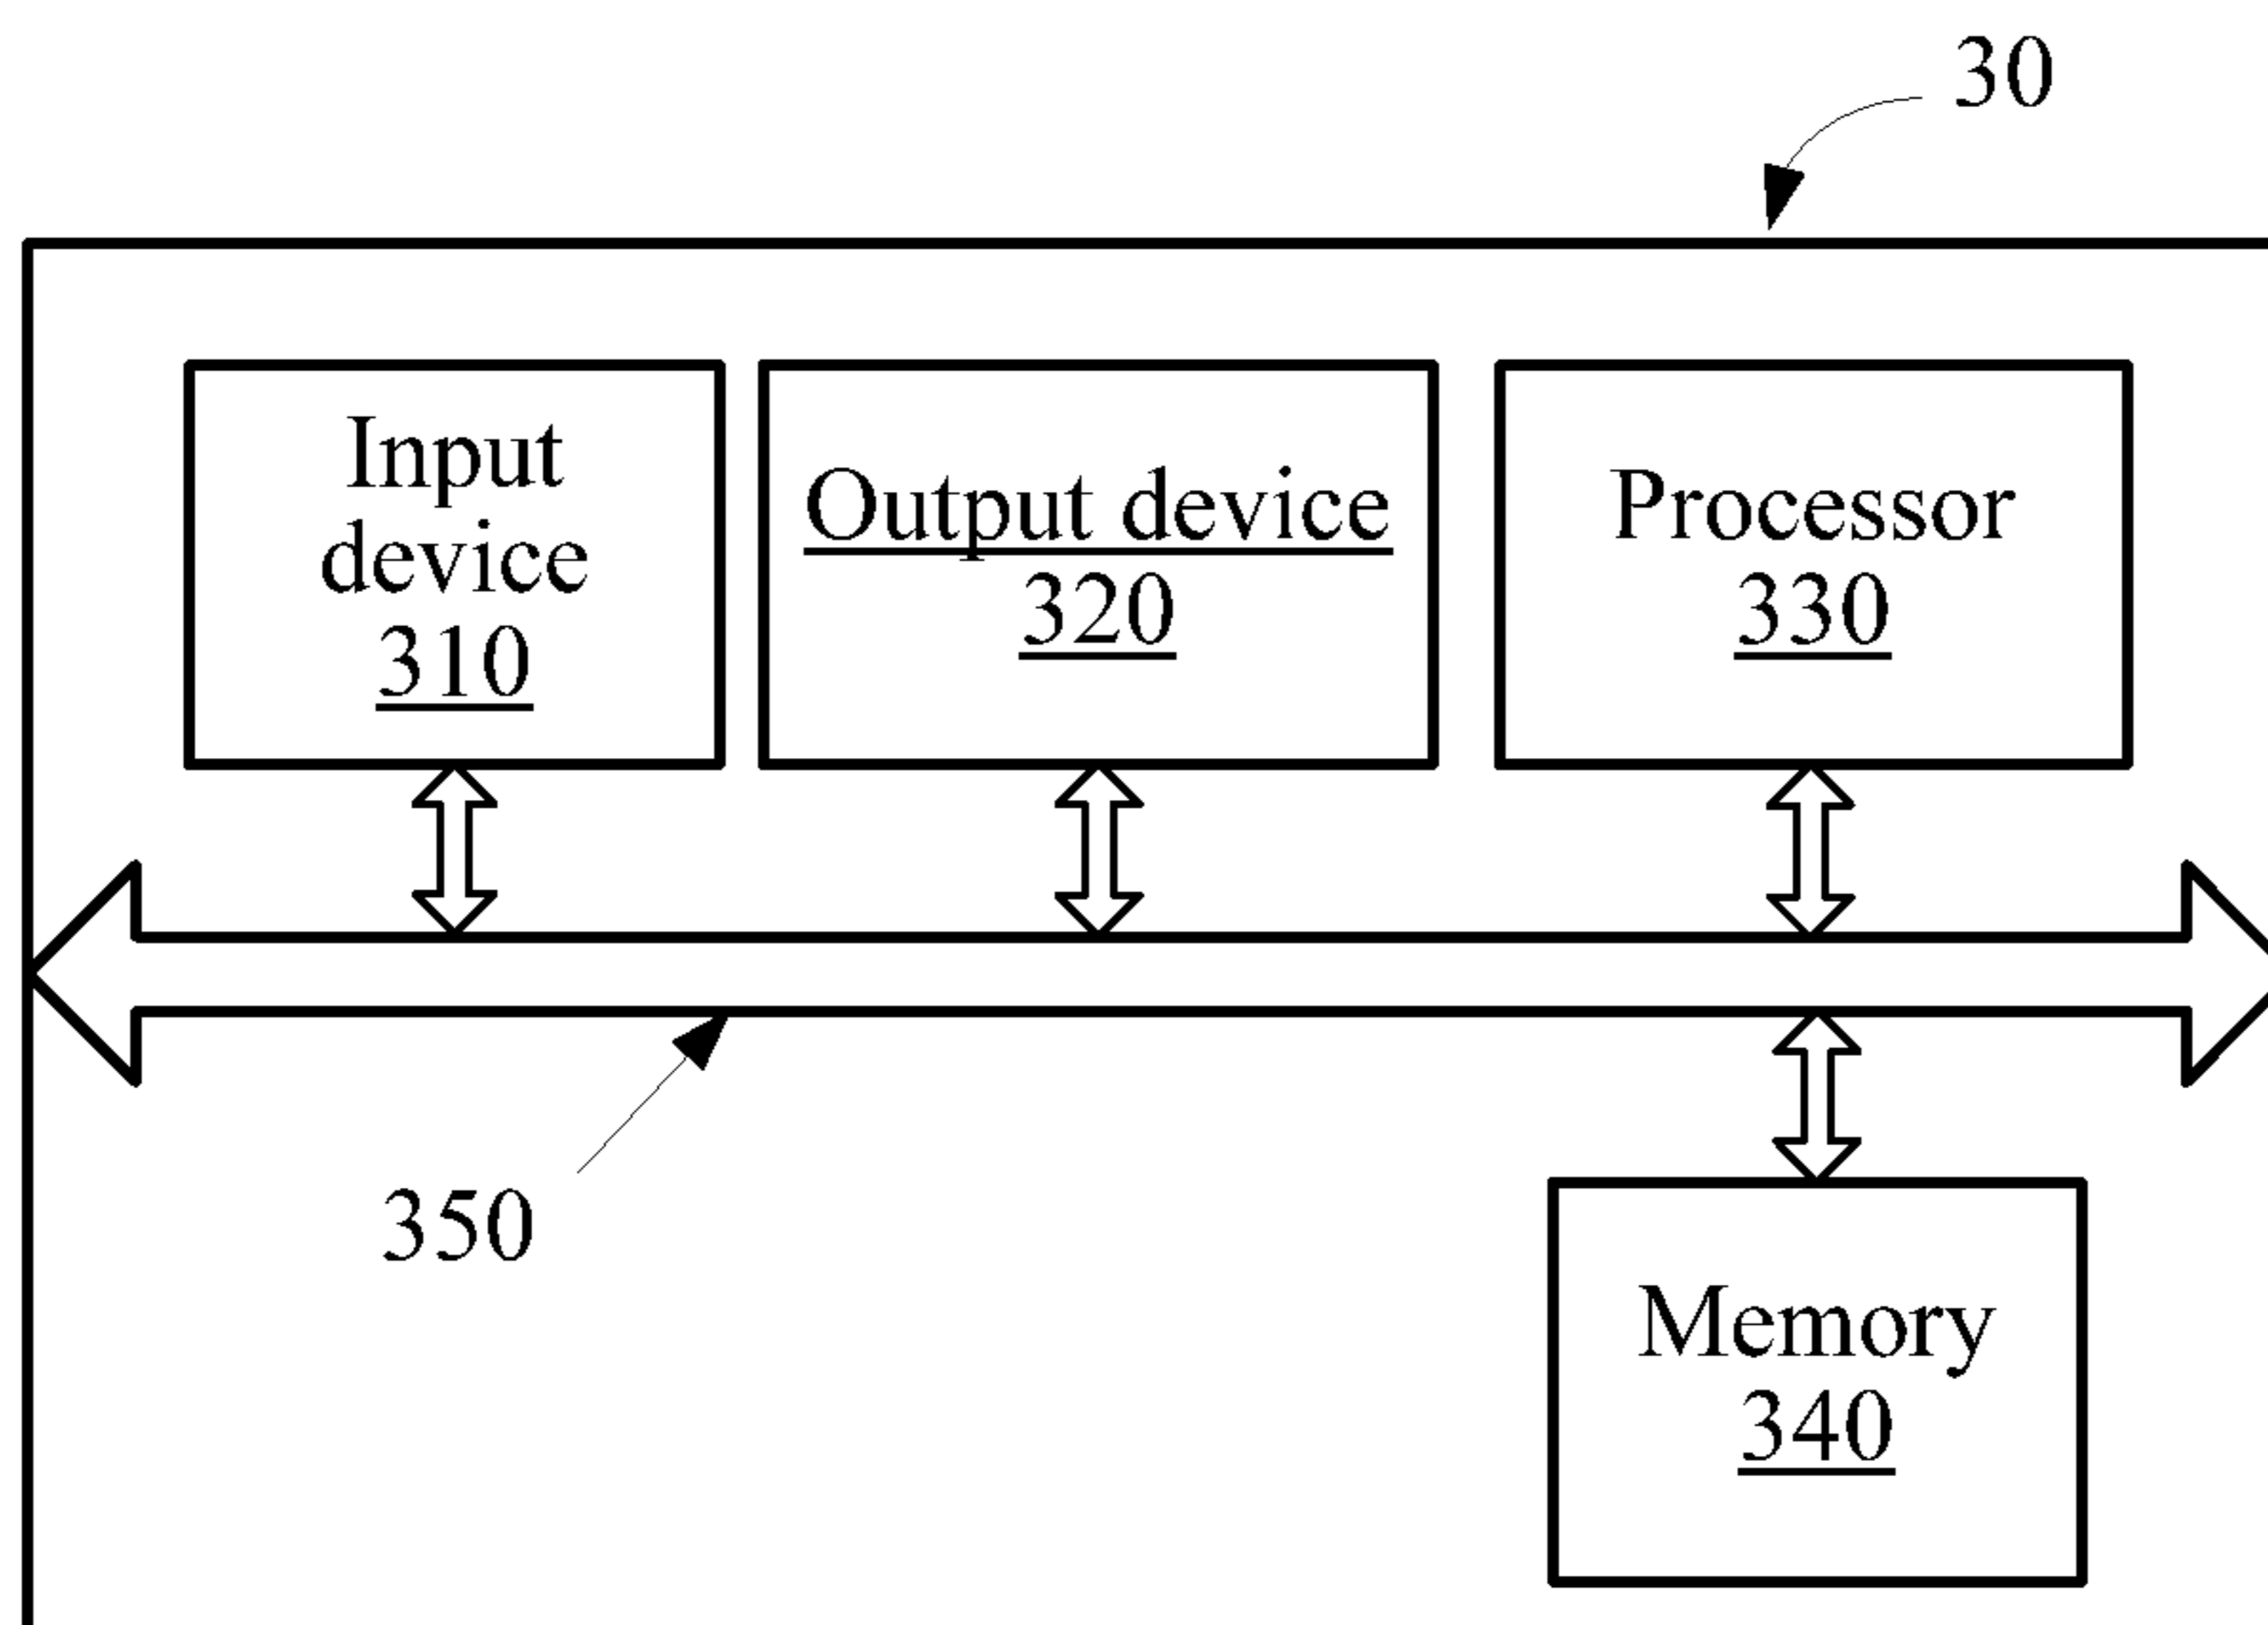 30
Input
device
310
Output device
320
Processor
330
350
Memory
340